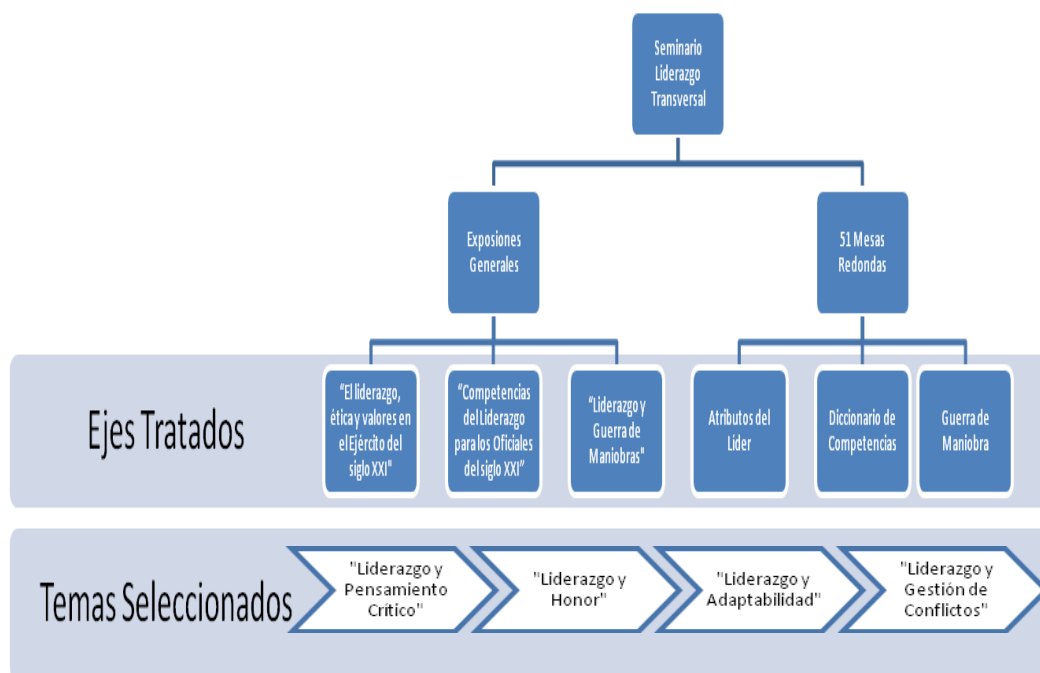 Seminario
Liderazgo
Transversal
Exposiones
Generales
51 Mesas
Redondas
Ejes Tratados
“El liderazgo,
ética y valores en
el Ejército del
siglo XXI"
“Competencias
del Liderazgo
para los Oficiales
del siglo XXI”
“Liderazgo y
Guerra de
Maniobras"
Atributos del
Lider
Diccionario de
Competencias
Guerra de
Maniobra
Temas Seleccionados
"Liderazgo y
Pensamiento
Crítico"
"Liderazgo y
Honor"
"Liderazgo y
Adaptabilidad"
"Liderazgo y
Gestión de
Conflictos"